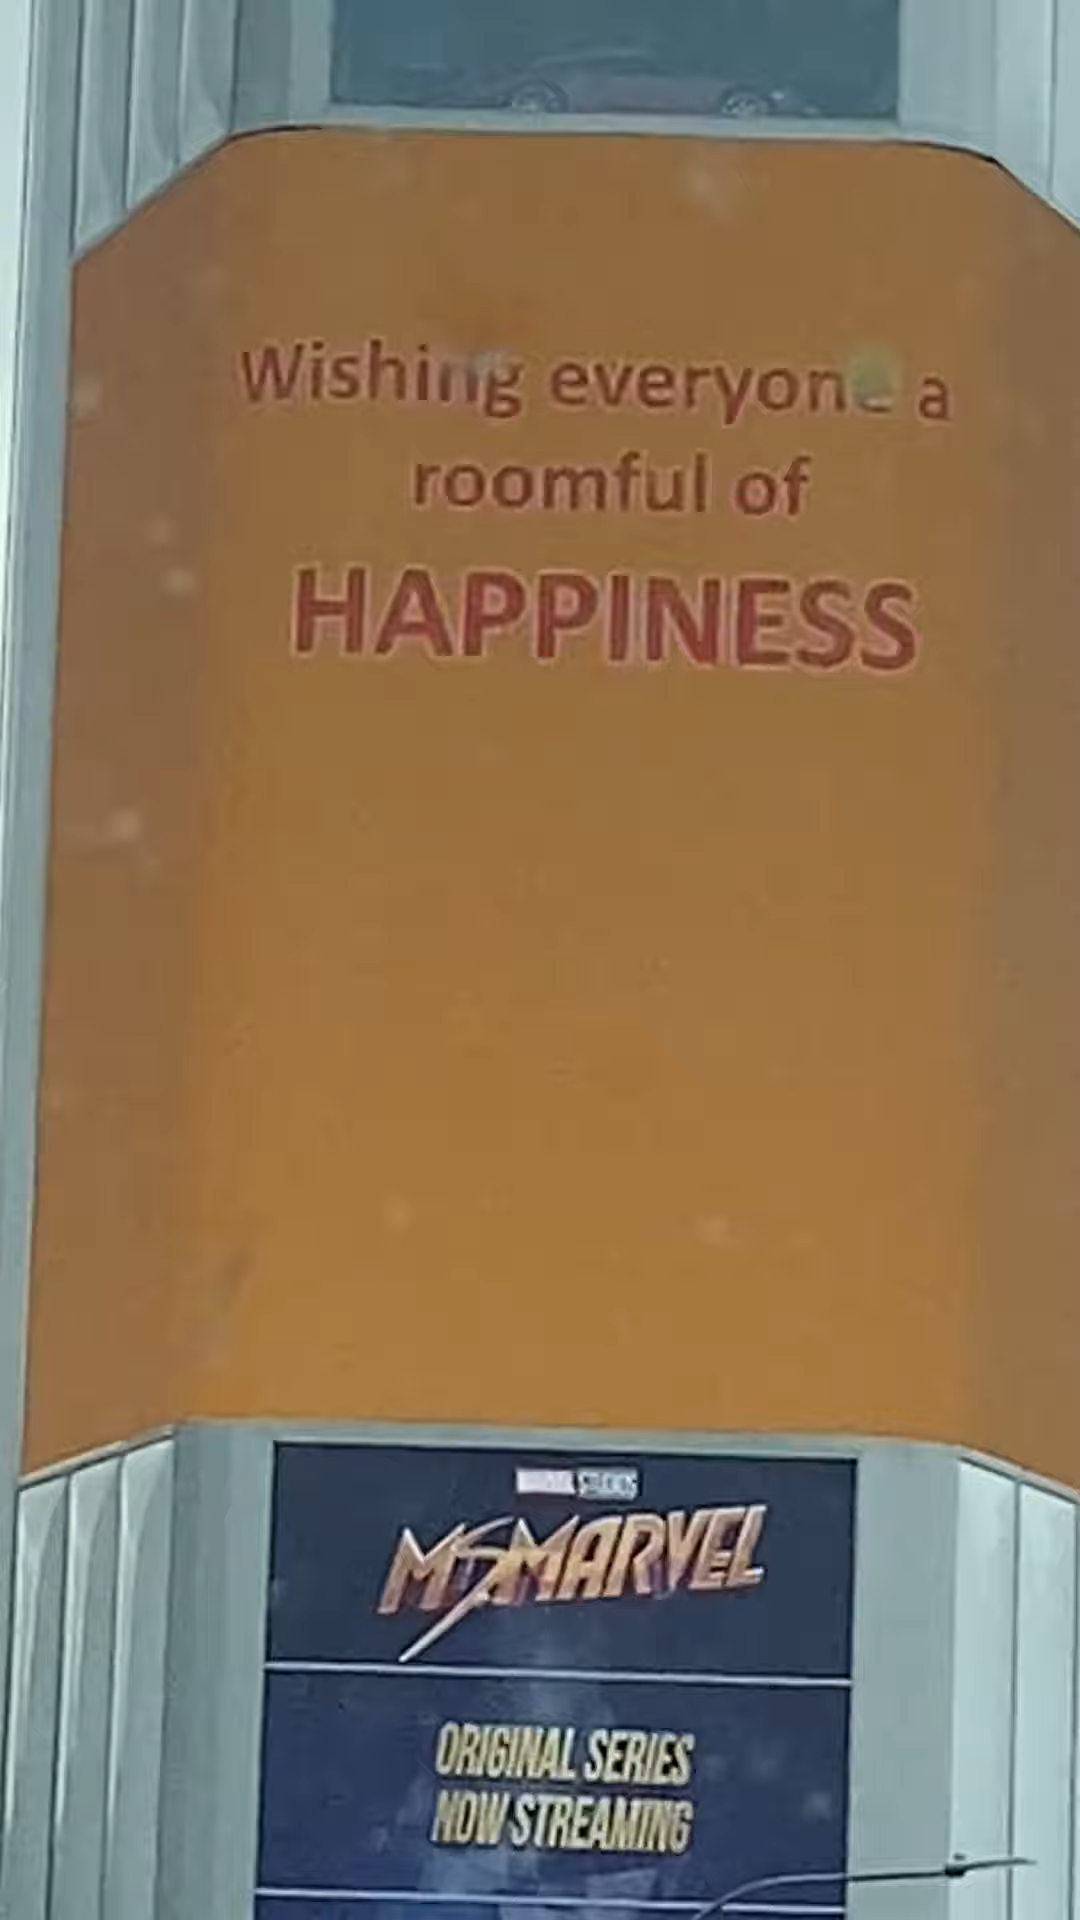 Wishing everyone a
roomful of
HAPPINESS
MARVEL STUDIOS
MS MARVEL
ORIGINAL SERIES
NOW STREAMING